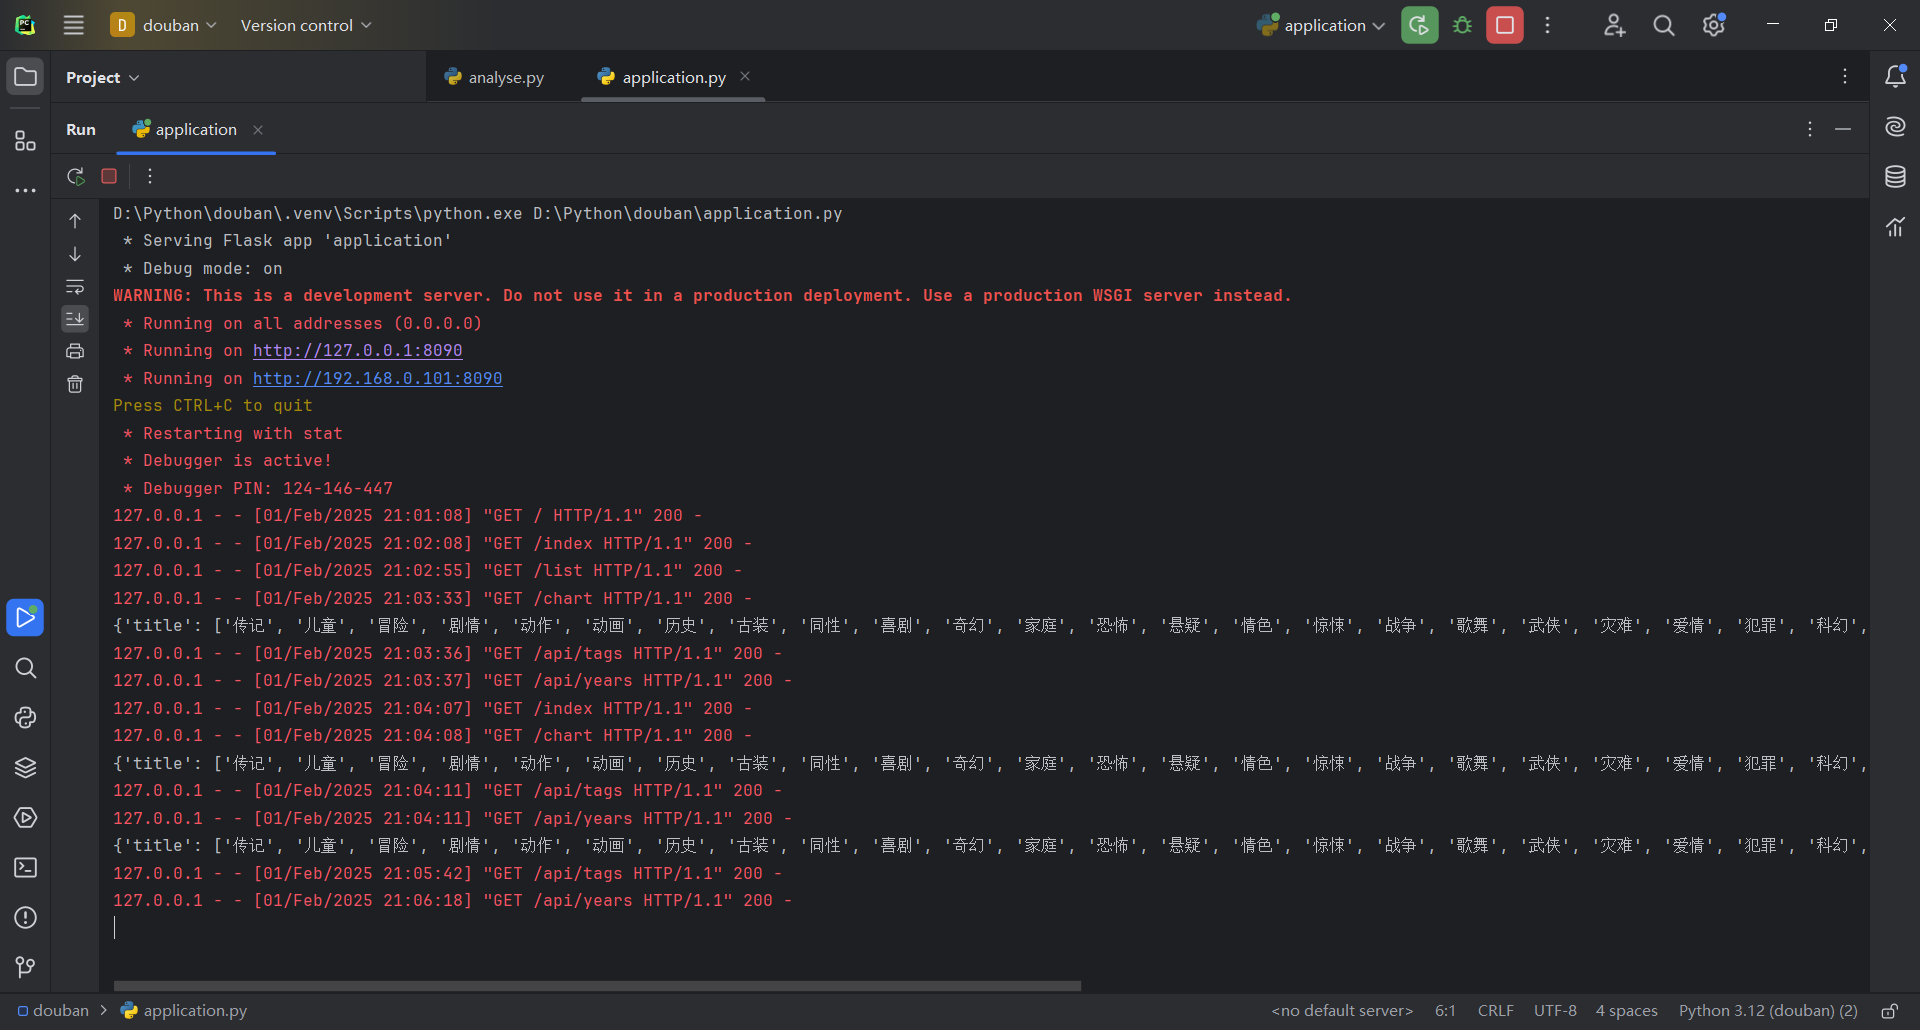 D douban Version control application
Project analyse.py application.py
Run application
D:\Python\douban\.venv\Scripts\python.exe D:\Python\douban\application.py
 * Serving Flask app 'application'
 * Debug mode: on
WARNING: This is a development server. Do not use it in a production deployment. Use a production WSGI server instead.
 * Running on all addresses (0.0.0.0)
 * Running on http://127.0.0.1:8090
 * Running on http://192.168.0.101:8090
Press CTRL+C to quit
 * Restarting with stat
 * Debugger is active!
 * Debugger PIN: 124-146-447
127.0.0.1 - - [01/Feb/2025 21:01:08] "GET / HTTP/1.1" 200 -
127.0.0.1 - - [01/Feb/2025 21:02:08] "GET /index HTTP/1.1" 200 -
127.0.0.1 - - [01/Feb/2025 21:02:55] "GET /list HTTP/1.1" 200 -
127.0.0.1 - - [01/Feb/2025 21:03:33] "GET /chart HTTP/1.1" 200 -
{'title': ['传记', '儿童', '冒险', '剧情', '动作', '动画', '历史', '古装', '同性', '喜剧', '奇幻', '家庭', '恐怖', '悬疑', '情色', '惊悚', '战争', '歌舞', '武侠', '灾难', '爱情', '犯罪', '科幻',
127.0.0.1 - - [01/Feb/2025 21:03:36] "GET /api/tags HTTP/1.1" 200 -
127.0.0.1 - - [01/Feb/2025 21:03:37] "GET /api/years HTTP/1.1" 200 -
127.0.0.1 - - [01/Feb/2025 21:04:07] "GET /index HTTP/1.1" 200 -
127.0.0.1 - - [01/Feb/2025 21:04:08] "GET /chart HTTP/1.1" 200 -
{'title': ['传记', '儿童', '冒险', '剧情', '动作', '动画', '历史', '古装', '同性', '喜剧', '奇幻', '家庭', '恐怖', '悬疑', '情色', '惊悚', '战争', '歌舞', '武侠', '灾难', '爱情', '犯罪', '科幻',
127.0.0.1 - - [01/Feb/2025 21:04:11] "GET /api/tags HTTP/1.1" 200 -
127.0.0.1 - - [01/Feb/2025 21:04:11] "GET /api/years HTTP/1.1" 200 -
{'title': ['传记', '儿童', '冒险', '剧情', '动作', '动画', '历史', '古装', '同性', '喜剧', '奇幻', '家庭', '恐怖', '悬疑', '情色', '惊悚', '战争', '歌舞', '武侠', '灾难', '爱情', '犯罪', '科幻',
127.0.0.1 - - [01/Feb/2025 21:05:42] "GET /api/tags HTTP/1.1" 200 -
127.0.0.1 - - [01/Feb/2025 21:06:18] "GET /api/years HTTP/1.1" 200 -
douban application.py <no default server> 6:1 CRLF UTF-8 4 spaces Python 3.12 (douban) (2)